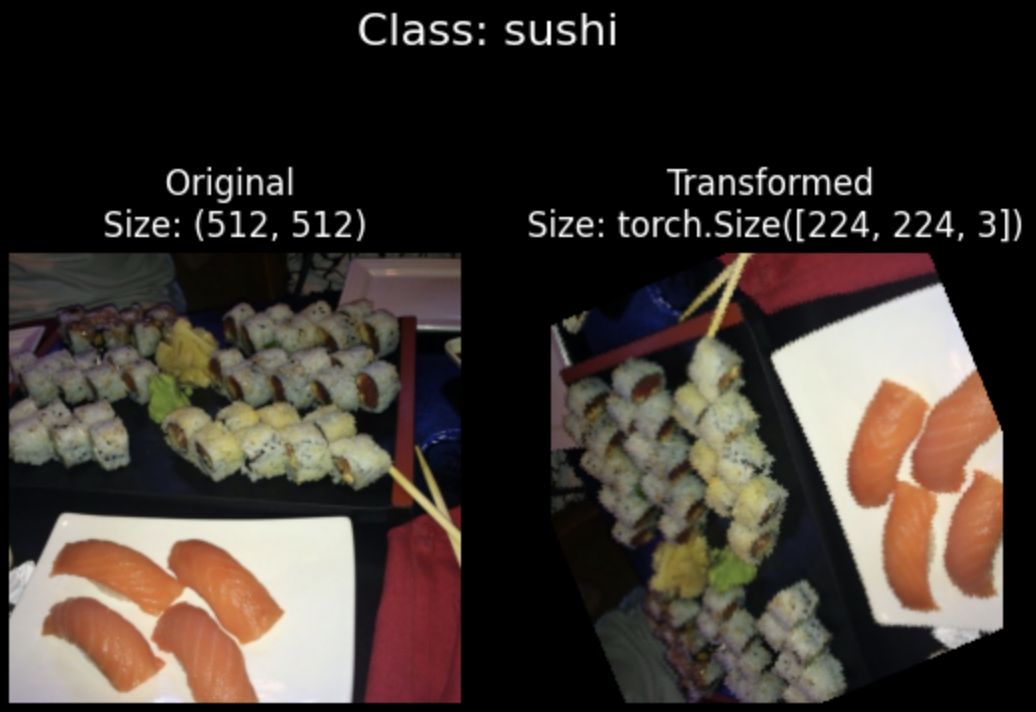 Class: sushi
Original
Size: (512, 512)
Transformed
Size: torch.Size([224, 224, 3])